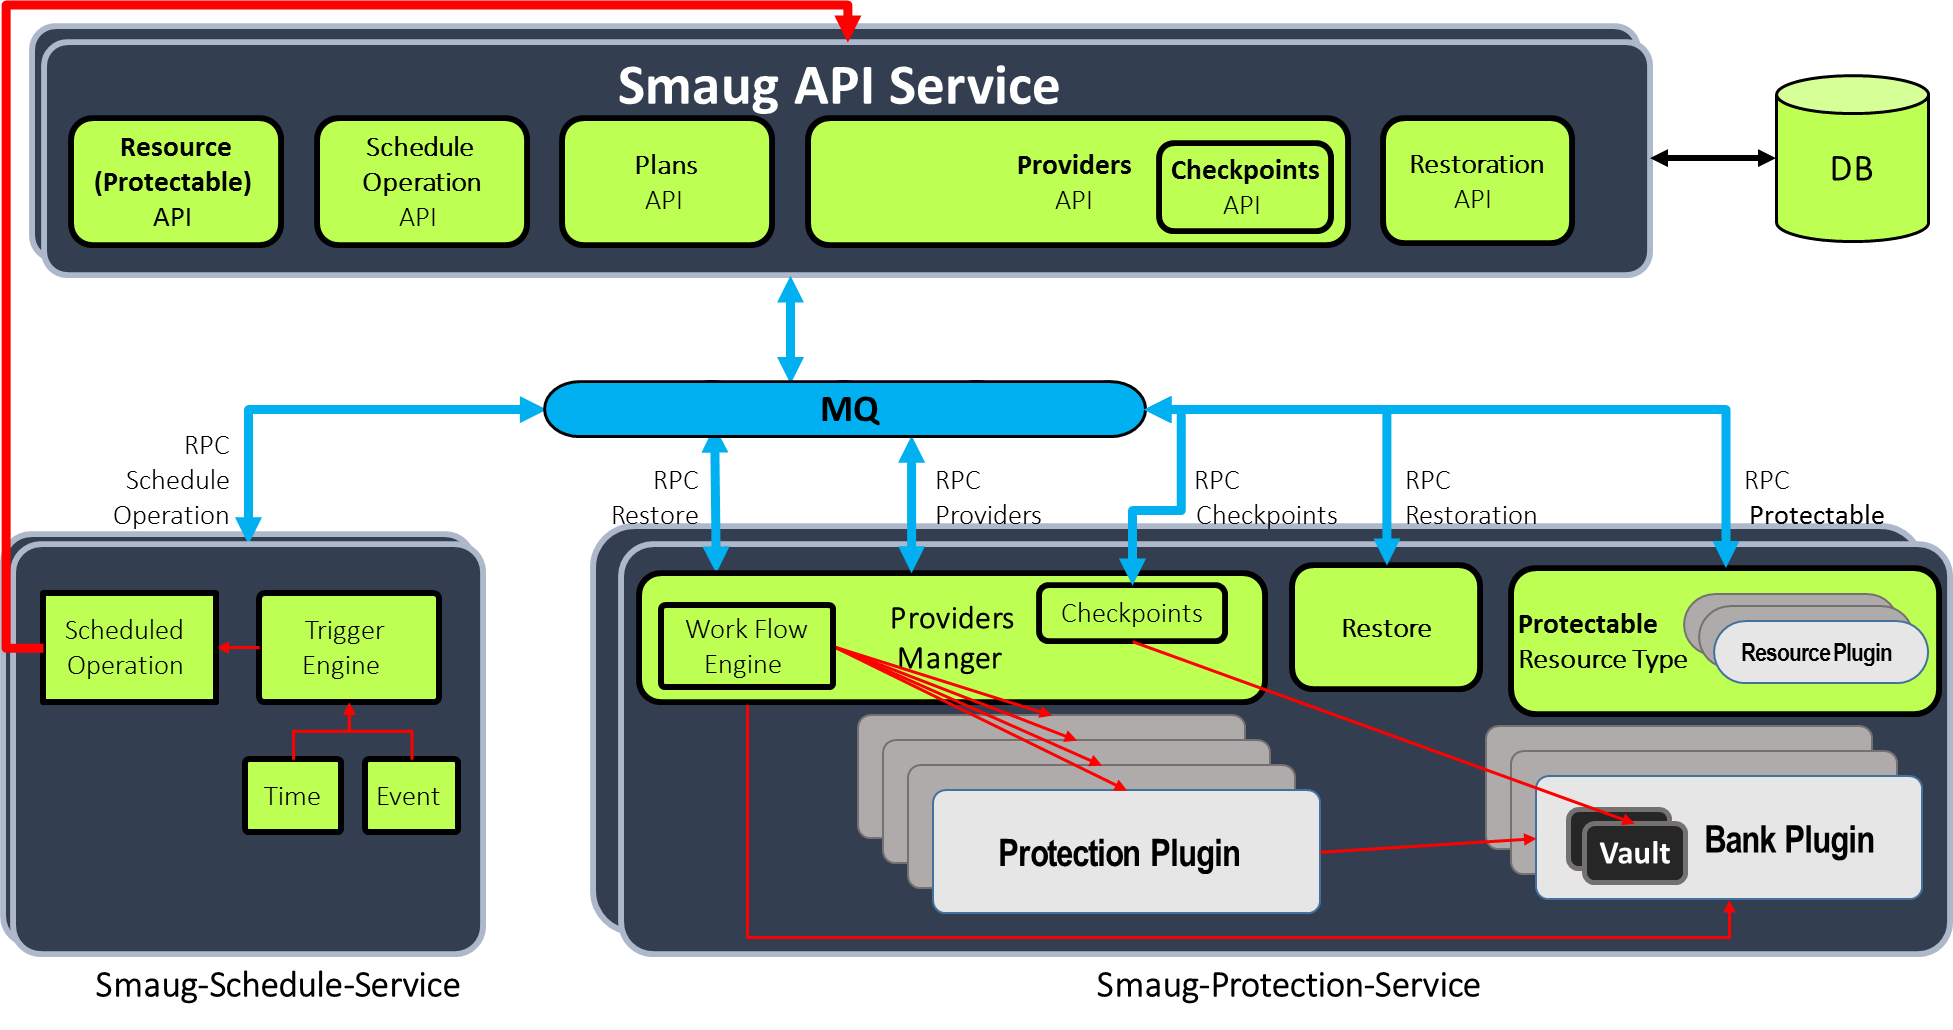 Smaug API Service
Resource
(Protectable)
API
Schedule
Operation
API
Plans
API
Providers
API
Checkpoints
API
Restoration
API
DB
MQ
RPC
Schedule
Operation
RPC
Restore
RPC
Providers
RPC
Checkpoints
RPC
Restoration
RPC
Protectable
Scheduled
Operation
Trigger
Engine
Time
Event
Work Flow
Engine
Providers
Manger
Checkpoints
Restore
Protectable
Resource Type
Resource Plugin
Protection Plugin
Vault
Bank Plugin
Smaug-Schedule-Service
Smaug-Protection-Service